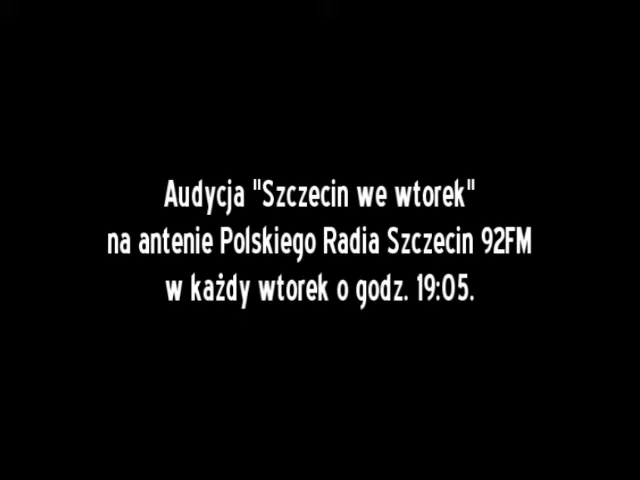 Audycja "Szczecin we wtorek"
na antenie Polskiego Radia Szczecin 92FM
w każdy wtorek o godz. 19:05.